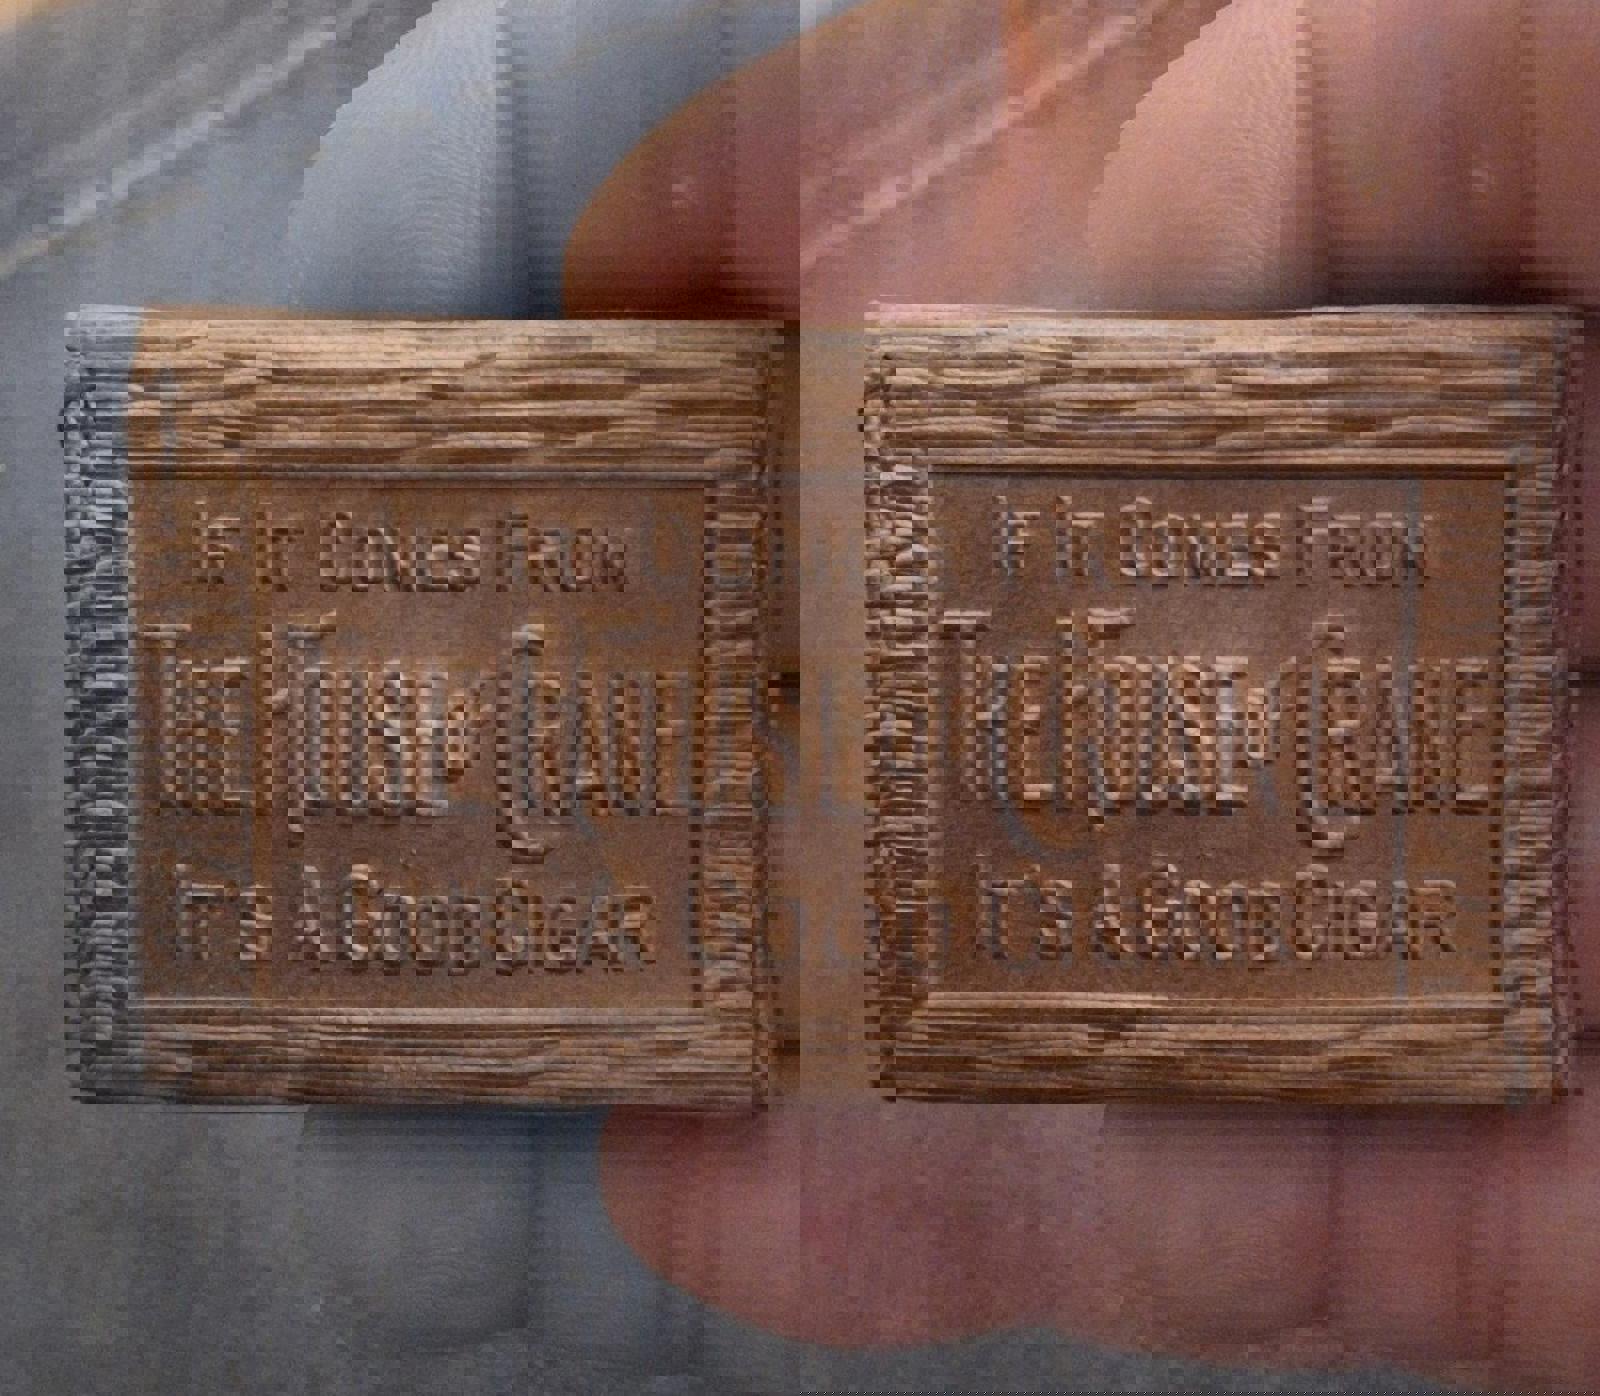 If It Comes From
The House of Crane
It's A Good Cigar